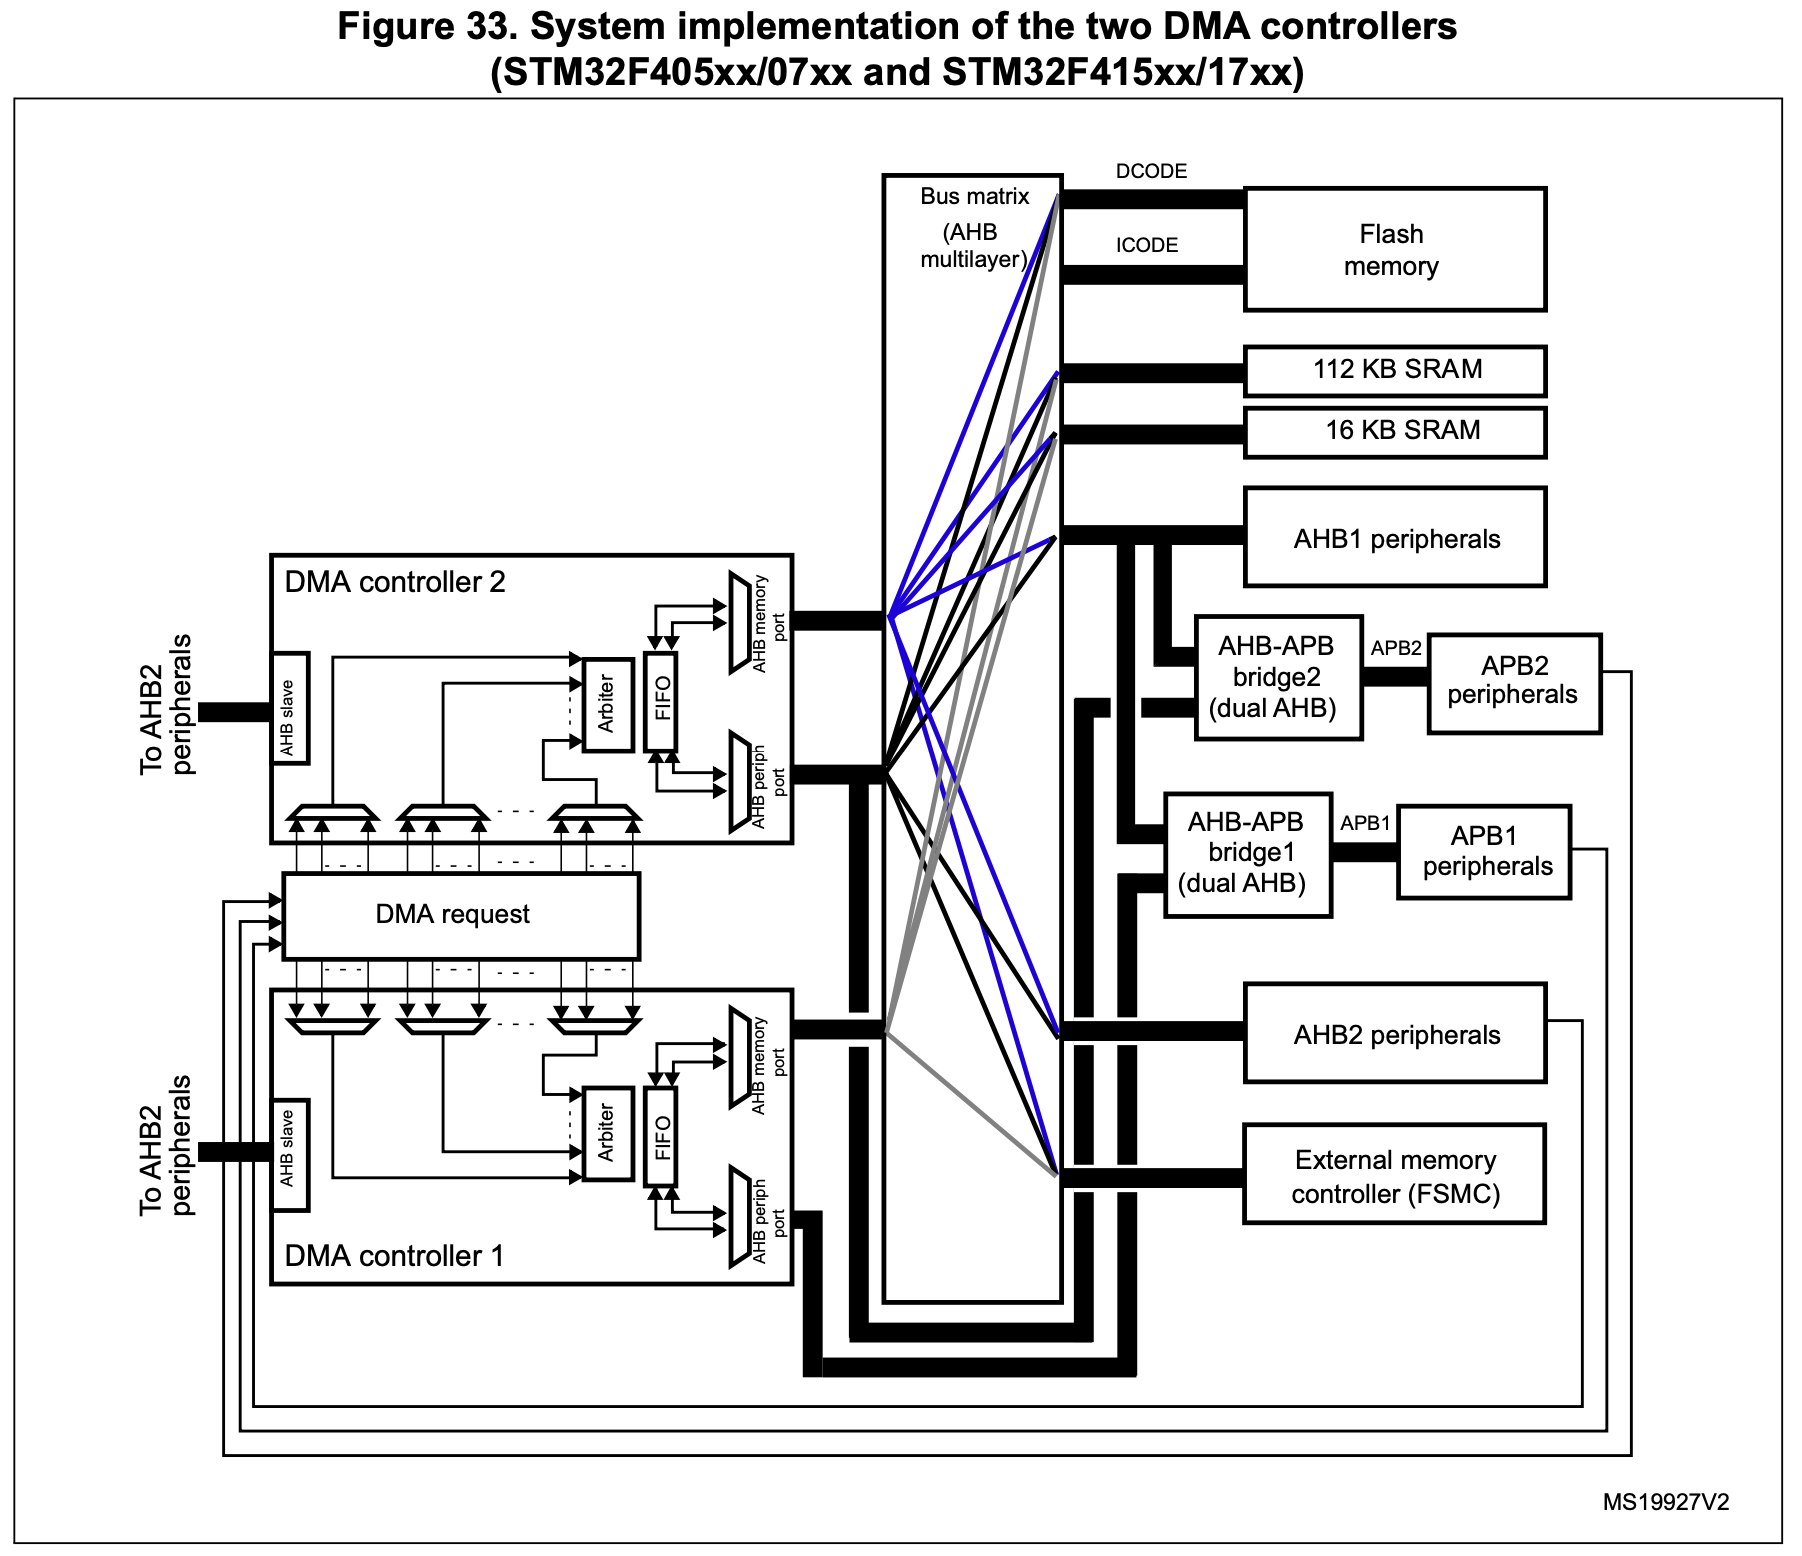 Figure 33. System implementation of the two DMA controllers
(STM32F405xx/07xx and STM32F415xx/17xx)
Bus matrix
(AHB
multilayer)
DCODE
ICODE
Flash
memory
112 KB SRAM
16 KB SRAM
AHB1 peripherals
DMA controller 2
To AHB2
peripherals
AHB slave
Arbiter
FIFO
AHB memory
port
AHB periph
port
AHB-APB
bridge2
(dual AHB)
APB2
APB2
peripherals
AHB-APB
bridge1
(dual AHB)
APB1
APB1
peripherals
DMA request
To AHB2
peripherals
AHB slave
Arbiter
FIFO
AHB memory
port
AHB periph
port
DMA controller 1
AHB2 peripherals
External memory
controller (FSMC)
MS19927V2